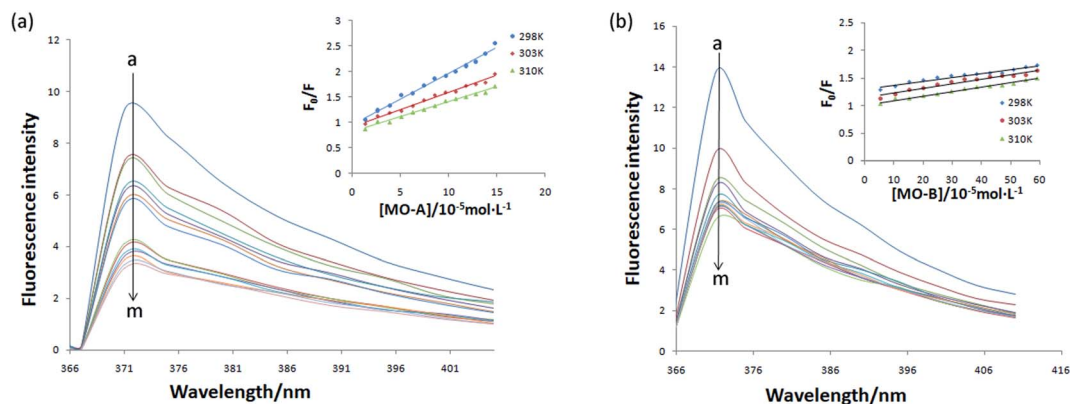 (a)
Fluorescence intensity
12
10
8
6
4
2
0
366 371 376 381 386 391 396 401
Wavelength/nm
a
m
F₀/F
3
2.5
2
1.5
1
0.5
0
0 5 10 15 20
[MO-A]/10⁻⁵mol·L⁻¹
298K
303K
310K
(b)
Fluorescence intensity
16
14
12
10
8
6
4
2
0
366 376 386 396 406 416
Wavelength/nm
a
m
F₀/F
2.5
2
1.5
1
0.5
0
0 10 20 30 40 50 60
[MO-B]/10⁻⁵mol·L⁻¹
298K
303K
310K